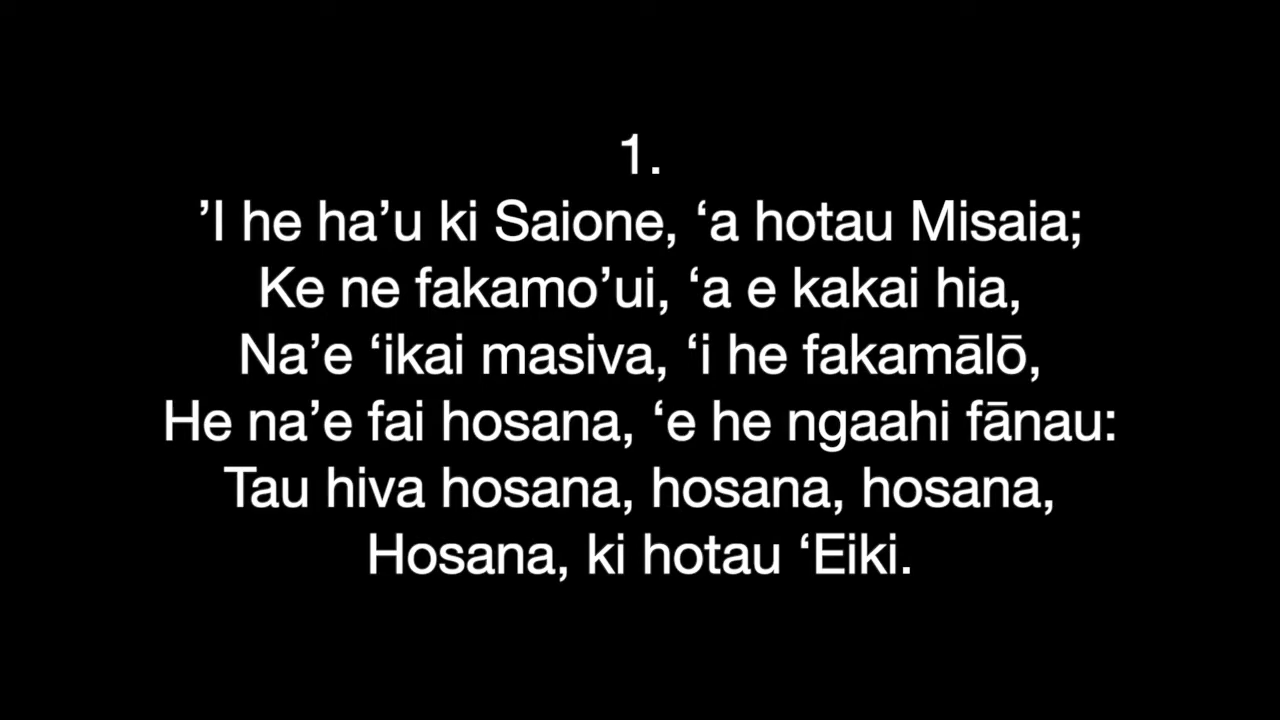 1.
’I he ha’u ki Saione, ‘a hotau Misaia;
Ke ne fakamo’ui, ‘a e kakai hia,
Na’e ‘ikai masiva, ‘i he fakamālō,
He na’e fai hosana, ‘e he ngaahi fānau:
Tau hiva hosana, hosana, hosana,
Hosana, ki hotau ‘Eiki.